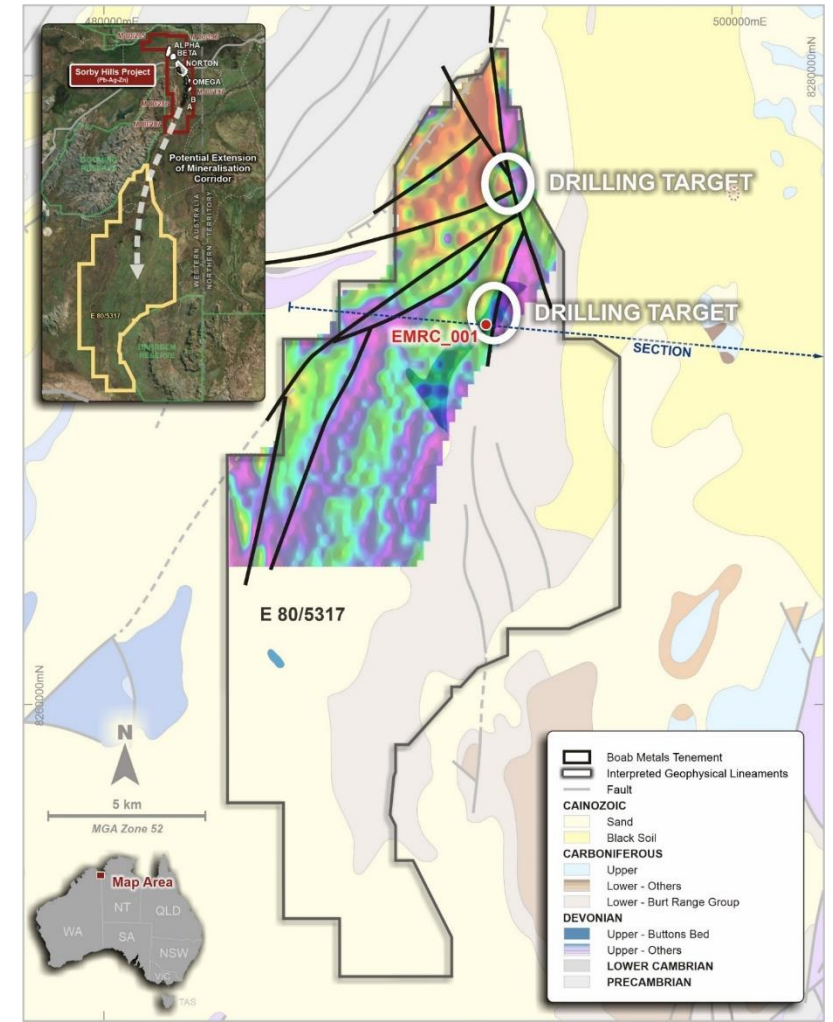 480000mE
500000mE
8280000mN
8260000mN
ALPHA
BETA
NORTON
OMEGA
B
A
Sorby Hills Project
(Pb-Ag-Zn)
Potential Extension
of Mineralisation
Corridor
WESTERN AUSTRALIA
NORTHERN TERRITORY
E 80/5317
RESERVE
DRILLING TARGET
DRILLING TARGET
EMRC_001
SECTION
E 80/5317
N
5 km
MGA Zone 52
Map Area
WA
NT
QLD
SA
NSW
VIC
TAS
Boab Metals Tenement
Interpreted Geophysical Lineaments
Fault
CAINOZOIC
Sand
Black Soil
CARBONIFEROUS
Upper
Lower - Others
Lower - Burt Range Group
DEVONIAN
Upper - Buttons Bed
Upper - Others
LOWER CAMBRIAN
PRECAMBRIAN